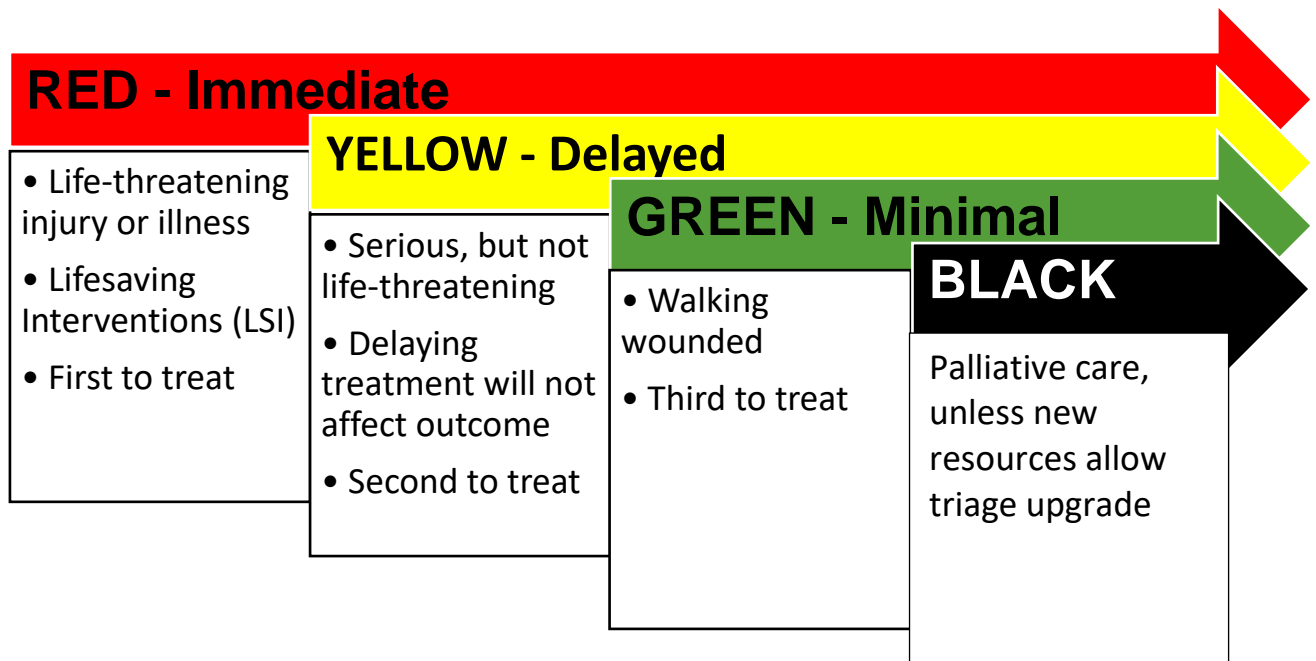 RED - Immediate
• Life-threatening
injury or illness
• Lifesaving
Interventions (LSI)
• First to treat
YELLOW - Delayed
• Serious, but not
life-threatening
• Delaying
treatment will not
affect outcome
• Second to treat
GREEN - Minimal
• Walking
wounded
• Third to treat
BLACK
Palliative care,
unless new
resources allow
triage upgrade